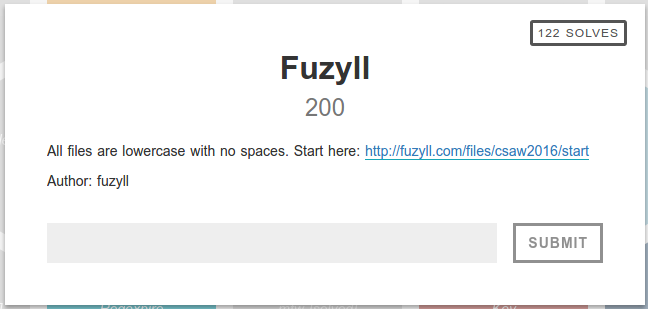 122 SOLVES
Fuzyll
200
All files are lowercase with no spaces. Start here: http://fuzyll.com/files/csaw2016/start
Author: fuzyll
SUBMIT